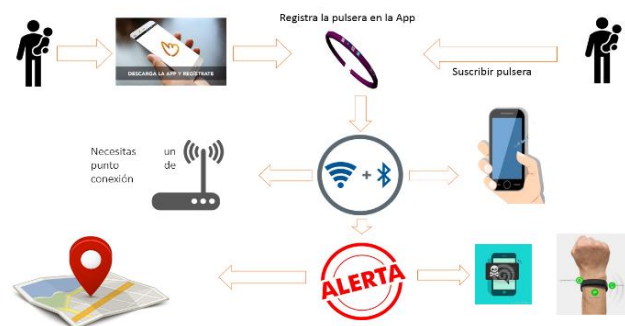 Registra la pulsera en la App
DESCARGA LA APP Y REGÍSTRATE
Suscribir pulsera
Necesitas un
punto de
conexión
ALERTA